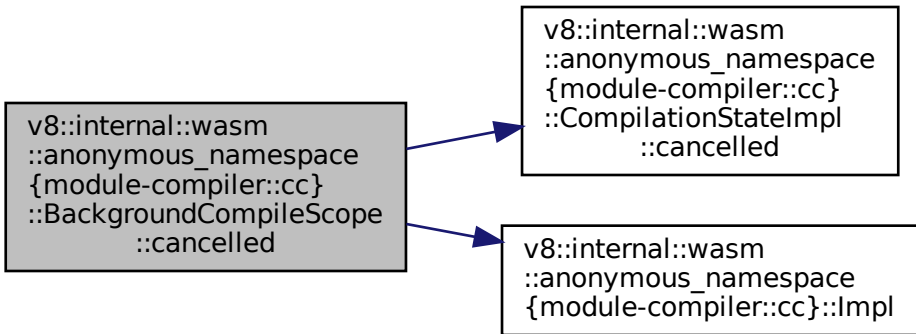 v8::internal::wasm
::anonymous_namespace
{module-compiler::cc}
::BackgroundCompileScope
::cancelled
v8::internal::wasm
::anonymous_namespace
{module-compiler::cc}
::CompilationStateImpl
::cancelled
v8::internal::wasm
::anonymous_namespace
{module-compiler::cc}::Impl